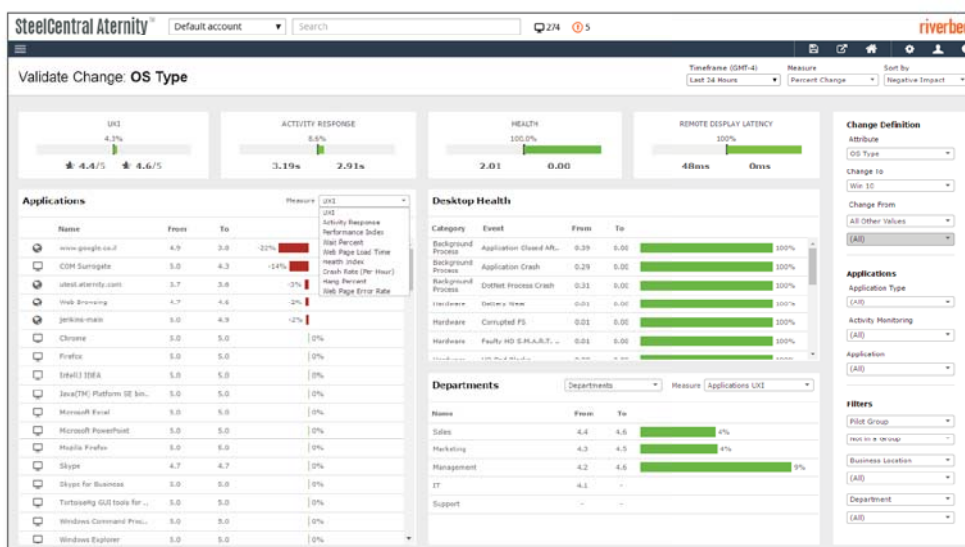 SteelCentral Aternity
Default account
Search
274
5
Validate Change: OS Type
Timeframe (GMT-4)
Last 24 Hours
Measure
Percent Change
Sort by
Negative Impact
UXI
4.3%
4.4/5 4.6/5
ACTIVITY RESPONSE
8.6%
3.19s 2.91s
HEALTH
100.0%
2.01 0.00
REMOTE DISPLAY LATENCY
100%
48ms 0ms
Applications
Measure UXI
UXI
Activity Response
Performance Index
Wait Percent
Web Page Load Time
Health Index
Crash Rate (Per Hour)
Hang Percent
Web Page Error Rate
Name From To
www.google.co.il 4.9 3.8 -22%
COM Surrogate 5.0 4.3 -14%
utest.aternity.com 3.7 3.6 -3%
Web Browsing 4.7 4.6 -2%
jenkins-main 5.0 4.9 -2%
Chrome 5.0 5.0 0%
Firefox 5.0 5.0 0%
IntelliJ IDEA 5.0 5.0 0%
Java(TM) Platform SE bin... 5.0 5.0 0%
Microsoft Excel 5.0 5.0 0%
Microsoft PowerPoint 5.0 5.0 0%
Mozilla Firefox 5.0 5.0 0%
Skype 4.7 4.7 0%
Skype for Business 5.0 5.0 0%
TortoiseHg GUI tools for ... 5.0 5.0 0%
Windows Command Proc... 5.0 5.0 0%
Windows Explorer 5.0 5.0 0%
Desktop Health
Category Event From To
Background Process Application Closed Aft... 0.39 0.00 100%
Background Process Application Crash 0.29 0.00 100%
Background Process DotNet Process Crash 0.31 0.00 100%
Hardware Battery Wear 0.01 0.00 100%
Hardware Corrupted FS 0.01 0.00 100%
Hardware Faulty HD S.M.A.R.T. ... 0.01 0.00 100%
Departments
Departments
Measure Applications UXI
Name From To
Sales 4.4 4.6 4%
Marketing 4.3 4.5 4%
Management 4.2 4.6 9%
IT 4.1 -
Support - -
Change Definition
Attribute
OS Type
Change To
Win 10
Change From
All Other Values
(All)
Applications
Application Type
(All)
Activity Monitoring
(All)
Application
(All)
Filters
Pilot Group
Not in a Group
Business Location
(All)
Department
(All)